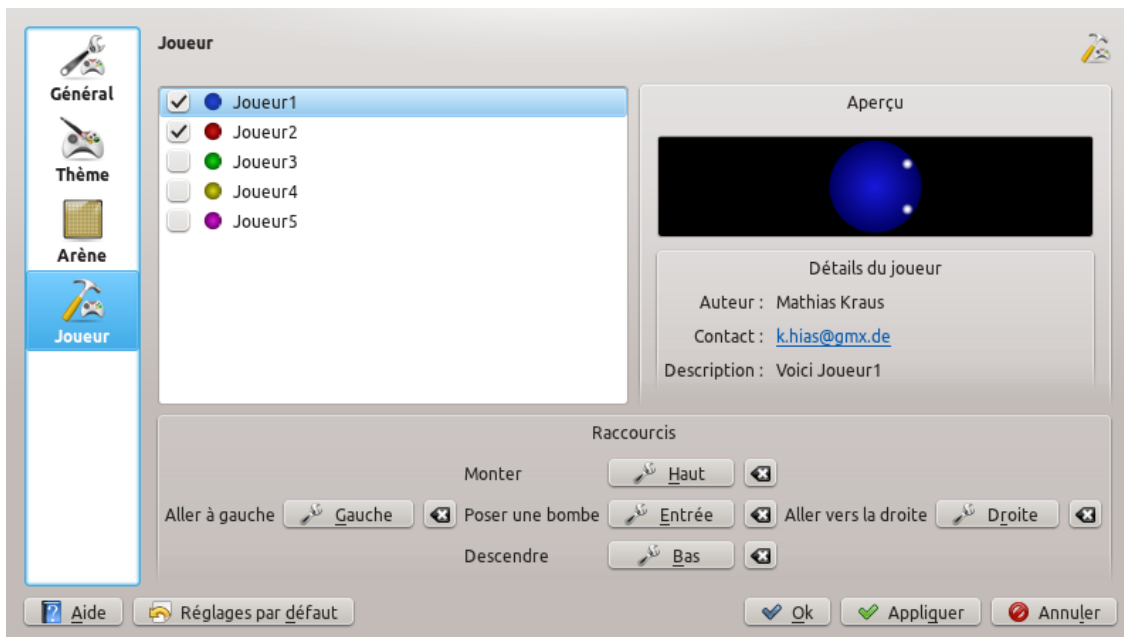 Joueur
Général
Thème
Arène
Joueur
Joueur1
Joueur2
Joueur3
Joueur4
Joueur5
Aperçu
Détails du joueur
Auteur : Mathias Kraus
Contact : k.hias@gmx.de
Description : Voici Joueur1
Raccourcis
Monter Haut
Aller à gauche Gauche Poser une bombe Entrée Aller vers la droite Droite
Descendre Bas
Aide Réglages par défaut Ok Appliquer Annuler